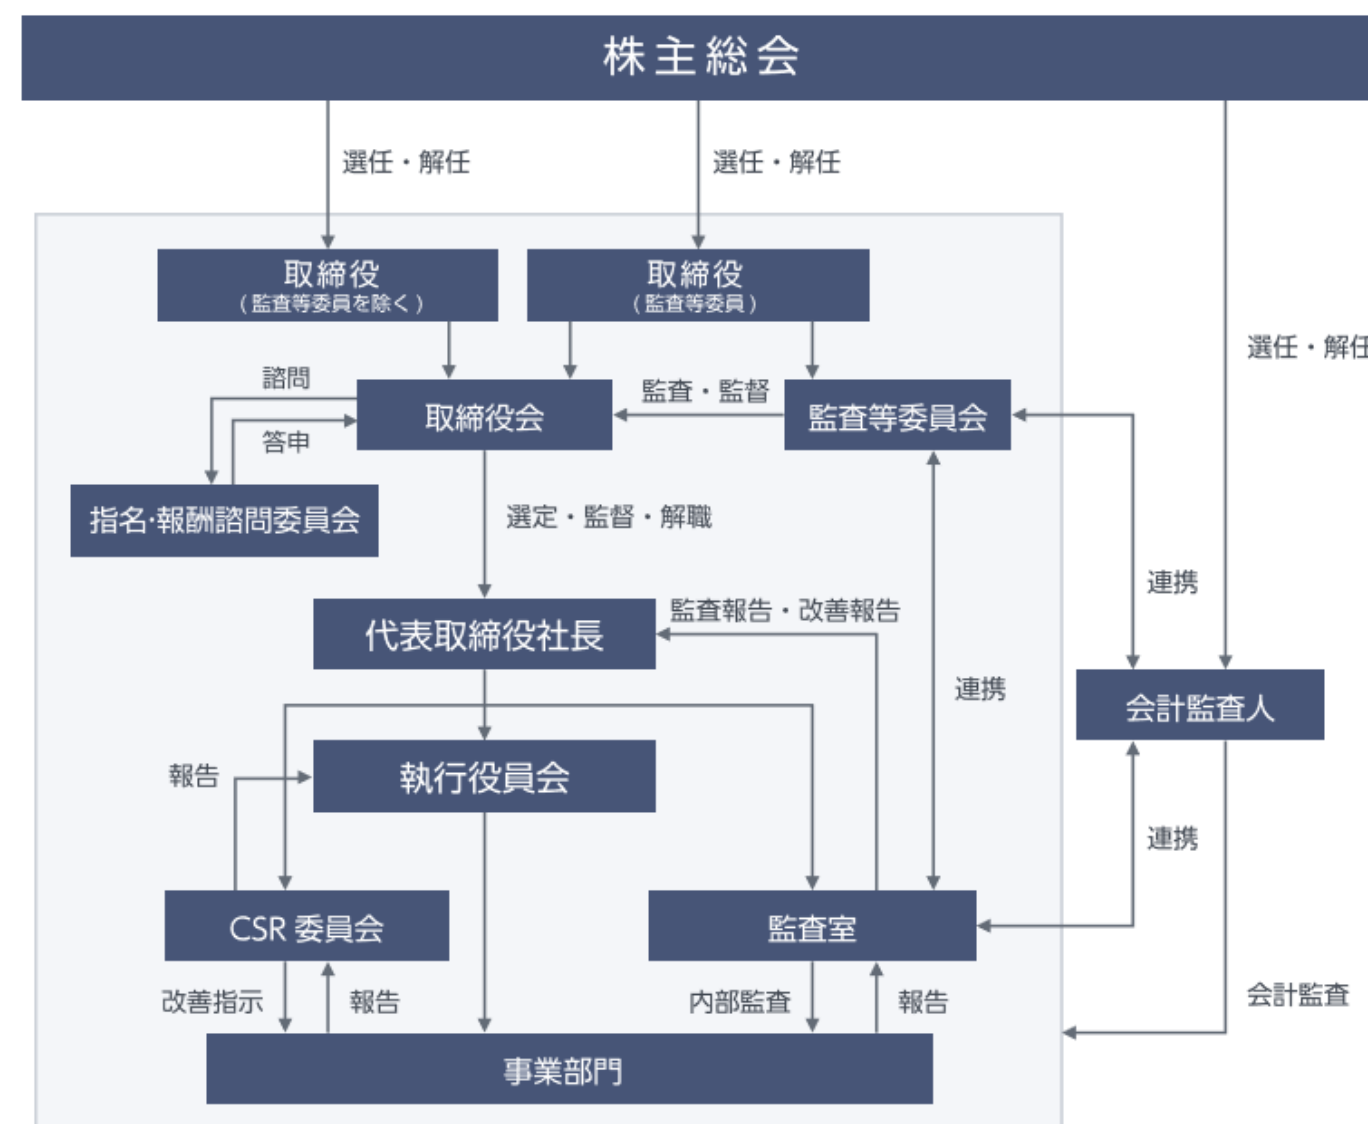 株主総会
選任・解任
選任・解任
取締役
(監査等委員を除く)
取締役
(監査等委員)
選任・解任
諮問
答申
取締役会
監査・監督
監査等委員会
指名・報酬諮問委員会
選定・監督・解職
連携
代表取締役社長
監査報告・改善報告
連携
会計監査人
報告
執行役員会
連携
CSR 委員会
監査室
改善指示
報告
内部監査
報告
会計監査
事業部門